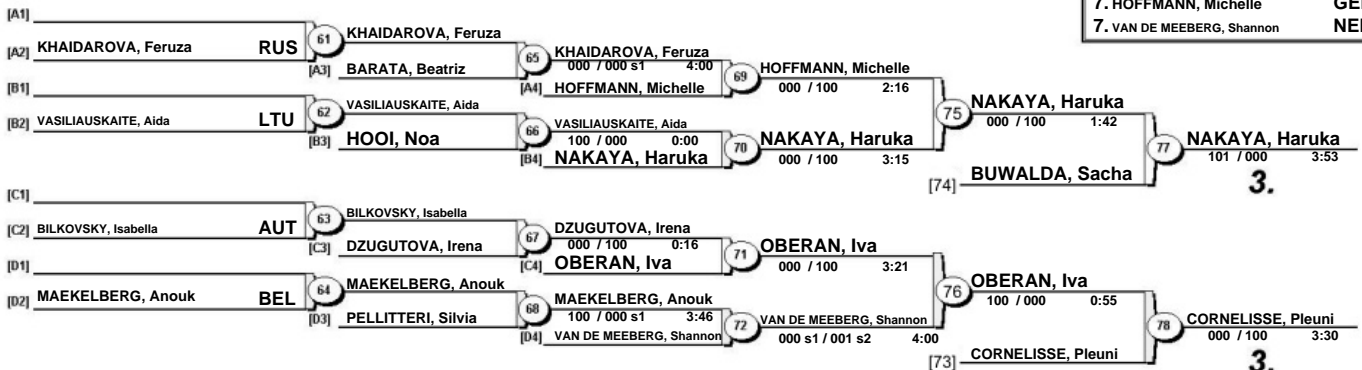 7. HOFFMANN, Michelle
7. VAN DE MEEBERG, Shannon
[A1]
[A2] KHAIDAROVA, Feruza RUS
61 KHAIDAROVA, Feruza
[A3] BARATA, Beatriz
65 KHAIDAROVA, Feruza
000 / 000 s1 4:00
[A4] HOFFMANN, Michelle
69 HOFFMANN, Michelle
000 / 100 2:16
[B1]
[B2] VASILIAUSKAITE, Aida LTU
62 VASILIAUSKAITE, Aida
[B3] HOOI, Noa
66 VASILIAUSKAITE, Aida
100 / 000 0:00
[B4] NAKAYA, Haruka
70 NAKAYA, Haruka
000 / 100 3:15
75 NAKAYA, Haruka
000 / 100 1:42
[74] BUWALDA, Sacha
77 NAKAYA, Haruka
101 / 000 3:53
3.
[C1]
[C2] BILKOVSKY, Isabella AUT
63 BILKOVSKY, Isabella
[C3] DZUGUTOVA, Irena
67 DZUGUTOVA, Irena
000 / 100 0:16
[C4] OBERAN, Iva
71 OBERAN, Iva
000 / 100 3:21
[D1]
[D2] MAEKELBERG, Anouk BEL
64 MAEKELBERG, Anouk
[D3] PELLITTERI, Silvia
68 MAEKELBERG, Anouk
100 / 000 s1 3:46
[D4] VAN DE MEEBERG, Shannon
72 VAN DE MEEBERG, Shannon
000 s1 / 001 s2 4:00
76 OBERAN, Iva
100 / 000 0:55
[73] CORNELISSE, Pleuni
78 CORNELISSE, Pleuni
000 / 100 3:30
3.